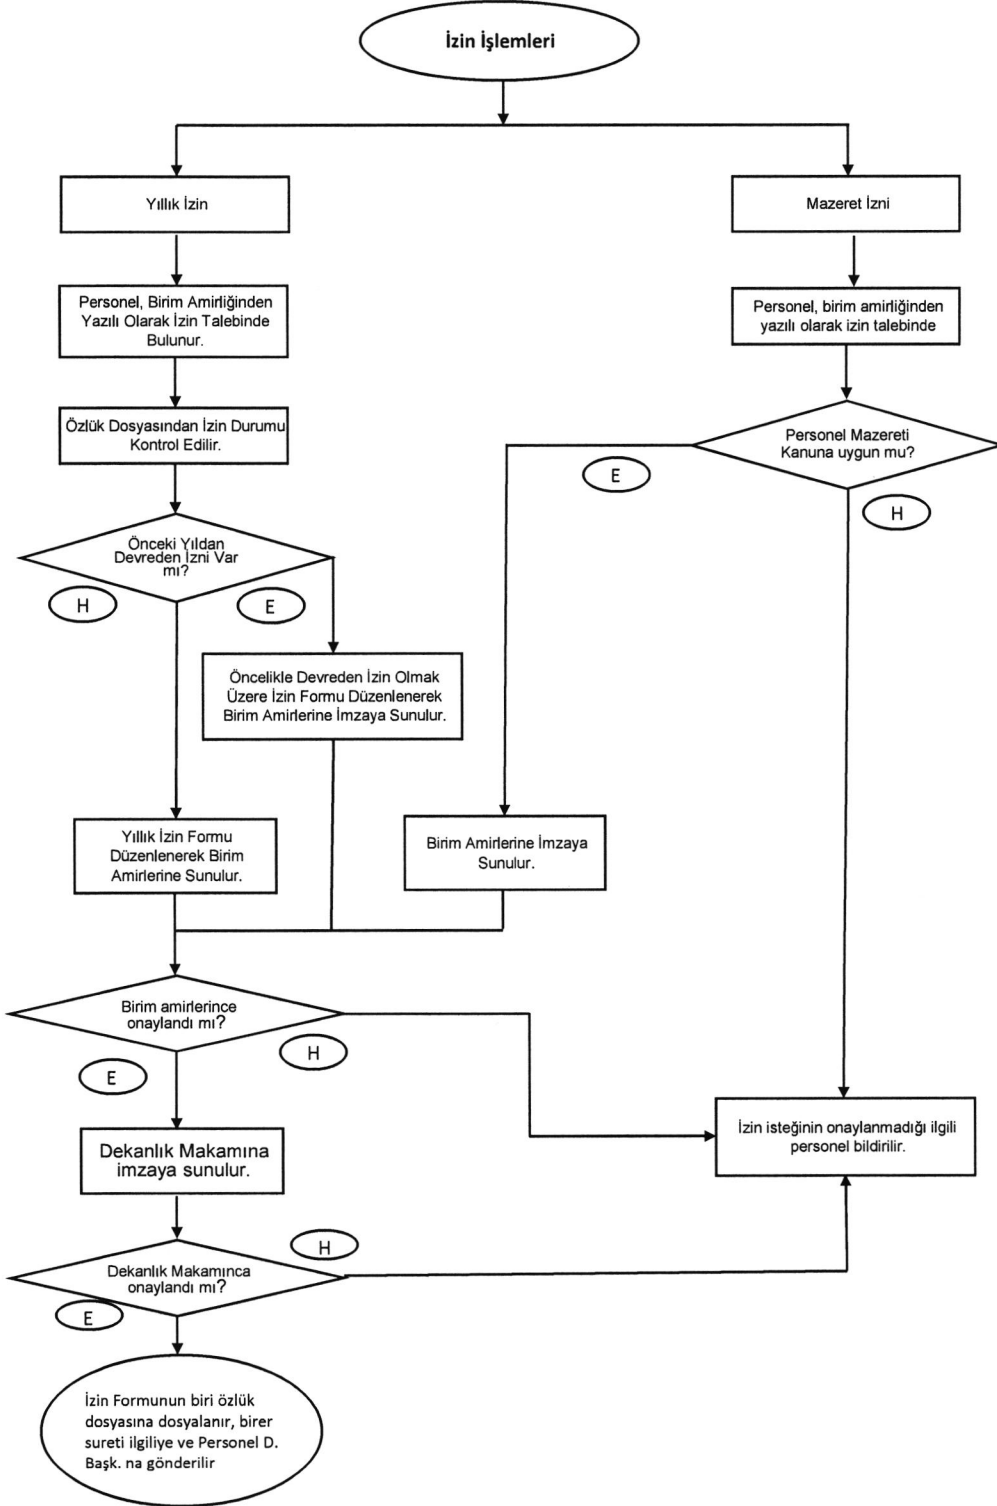 İzin İşlemleri
Yıllık İzin
Mazeret İzni
Personel, Birim Amirliğinden
Yazılı Olarak İzin Talebinde
Bulunur.
Personel, birim amirliğinden
yazılı olarak izin talebinde
Özlük Dosyasından İzin Durumu
Kontrol Edilir.
Personel Mazereti
Kanuna uygun mu?
E
H
Önceki Yıldan
Devreden İzni Var
mı?
H
E
Öncelikle Devreden İzin Olmak
Üzere İzin Formu Düzenlenerek
Birim Amirlerine İmzaya Sunulur.
Yıllık İzin Formu
Düzenlenerek Birim
Amirlerine Sunulur.
Birim Amirlerine İmzaya
Sunulur.
Birim amirlerince
onaylandı mı?
H
E
İzin isteğinin onaylanmadığı ilgili
personel bildirilir.
Dekanlık Makamına
imzaya sunulur.
H
Dekanlık Makamınca
onaylandı mı?
E
İzin Formunun biri özlük
dosyasına dosyalanır, birer
sureti ilgiliye ve Personel D.
Başk. na gönderilir